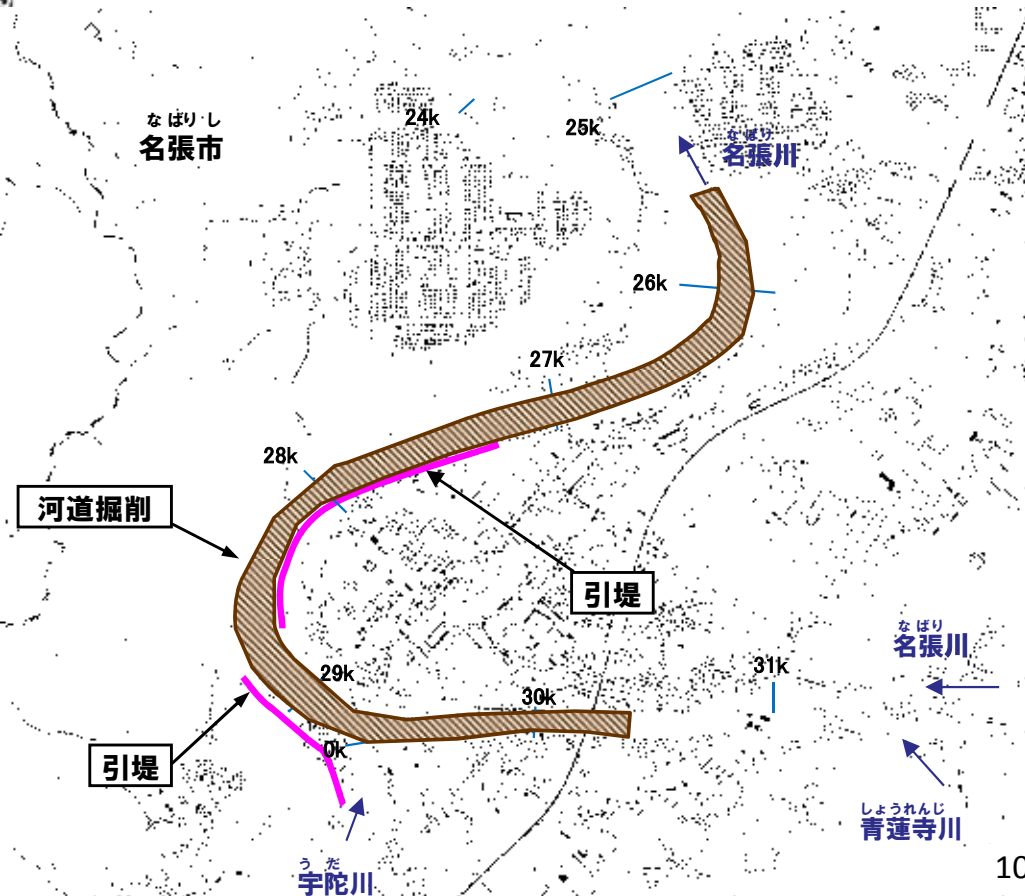 なばりし
名張市
24k
25k
なばり
名張川
26k
27k
28k
河道掘削
引堤
なばり
名張川
29k
30k
31k
0k
引堤
しょうれんじ
青蓮寺川
うだ
宇陀川
10